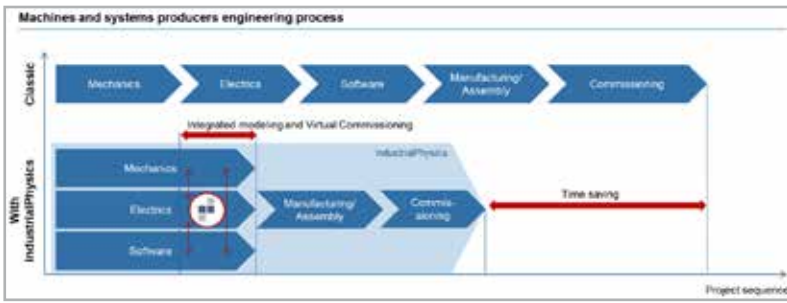 Machines and systems producers engineering process
Classic
Mechanics
Electrics
Software
Manufacturing/
Assembly
Commissioning
Integrated modeling and Virtual Commissioning
IndustrialPhysics
With
IndustrialPhysics
Mechanics
Electrics
Software
Manufacturing/
Assembly
Commis-
sioning
Time saving
Project sequence